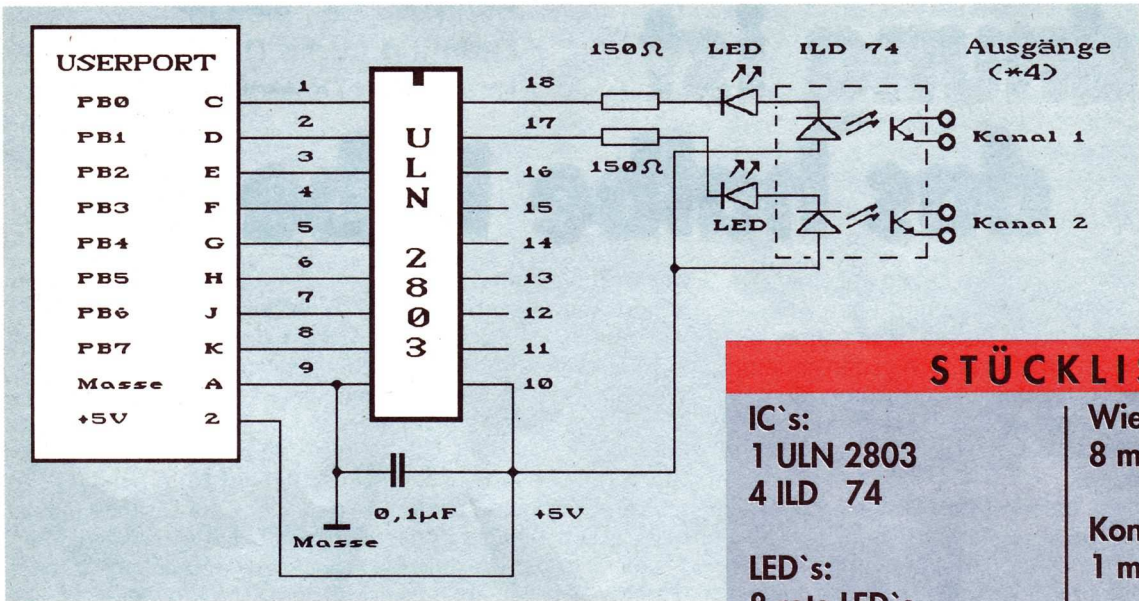 USERPORT
PB0 C 1
PB1 D 2
PB2 E 3
PB3 F 4
PB4 G 5
PB5 H 6
PB6 J 7
PB7 K 8
Masse A 9
+5V 2
ULN 2803
18
17
16
15
14
13
12
11
10
150Ω
LED
ILD 74
Ausgänge
(*4)
150Ω
LED
Kanal 1
Kanal 2
0,1µF
+5V
Masse
STÜCKLI
IC`s:
1 ULN 2803
4 ILD 74
LED`s:
8 rote LED`s
Wie
8 m
Kon
1 m